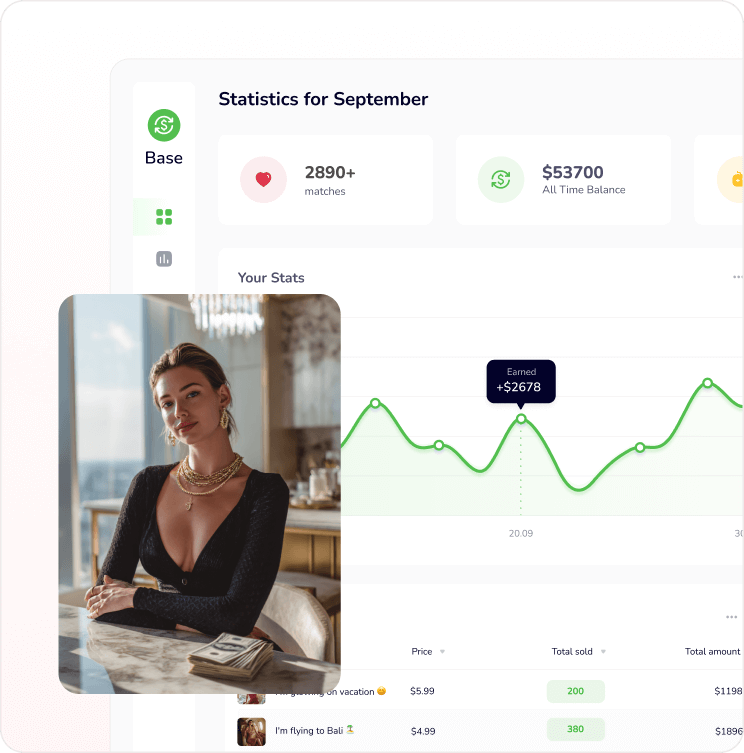 Statistics for September
Base
2890+
matches
$53700
All Time Balance
Your Stats
Earned
+$2678
20.09
30
Price
Total sold
Total amount
on vacation 😊
$5.99
200
$1198
I'm flying to Bali 🏝️
$4.99
380
$1896